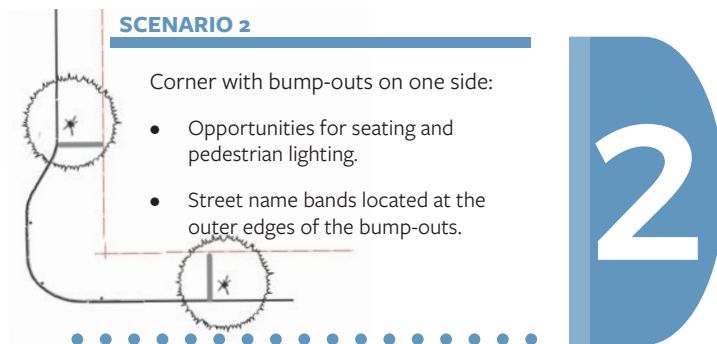 SCENARIO 2
Corner with bump-outs on one side:
• Opportunities for seating and
pedestrian lighting.
• Street name bands located at the
outer edges of the bump-outs.
2